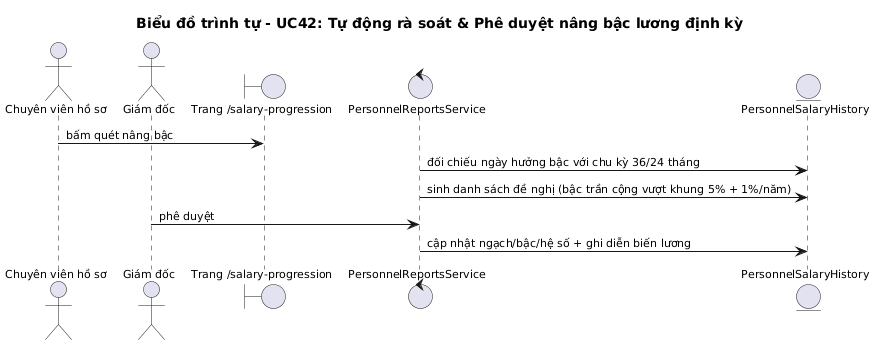 Biểu đồ trình tự - UC42: Tự động rà soát & Phê duyệt nâng bậc lương định kỳ
Chuyên viên hồ sơ Giám đốc Trang /salary-progression PersonnelReportsService PersonnelSalaryHistory
bấm quét nâng bậc
đối chiếu ngày hưởng bậc với chu kỳ 36/24 tháng
sinh danh sách đề nghị (bậc trần cộng vượt khung 5% + 1%/năm)
phê duyệt
cập nhật ngạch/bậc/hệ số + ghi diễn biến lương
Chuyên viên hồ sơ Giám đốc Trang /salary-progression PersonnelReportsService PersonnelSalaryHistory